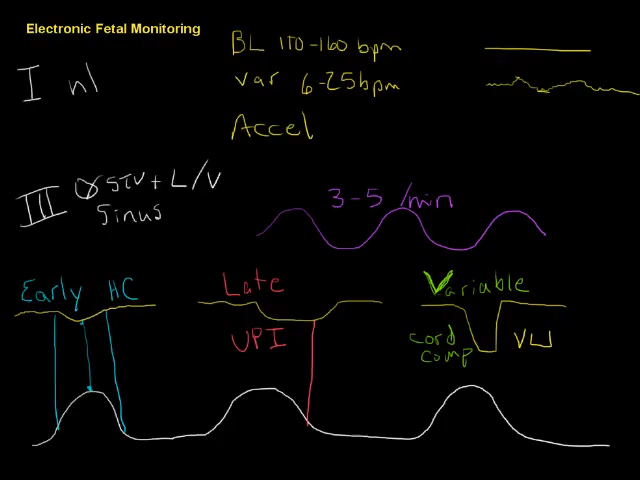 Electronic Fetal Monitoring
BL 110-160 bpm
I nl
Var 6-25bpm
Accel
III Ø STV + L/V
Sinus
3-5/min
Early HC
Late
Variable
UPI
cord
comp
VU